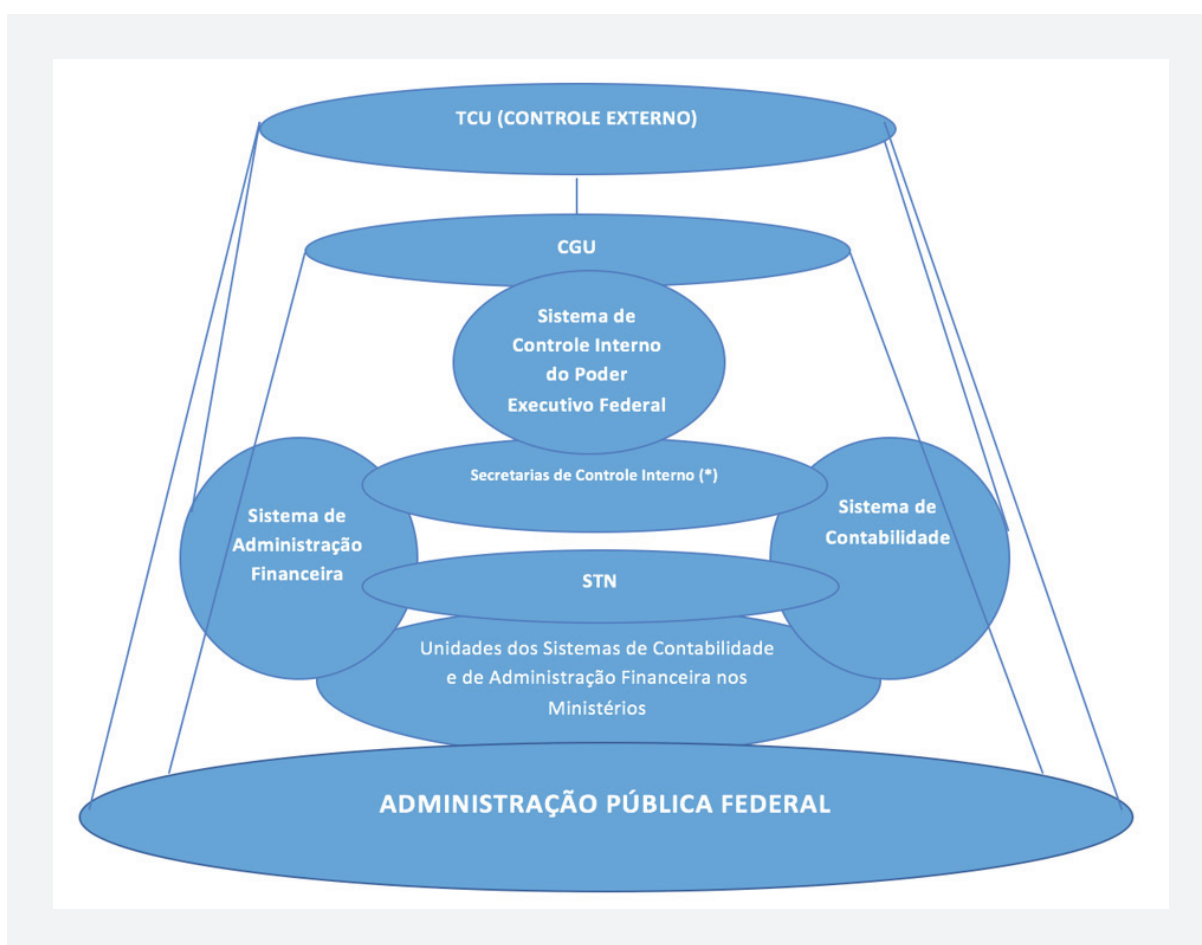 TCU (CONTROLE EXTERNO)
CGU
Sistema de
Controle Interno
do Poder
Executivo Federal
Secretarias de Controle Interno (*)
Sistema de
Administração
Financeira
Sistema de
Contabilidade
STN
Unidades dos Sistemas de Contabilidade
e de Administração Financeira nos
Ministérios
ADMINISTRAÇÃO PÚBLICA FEDERAL